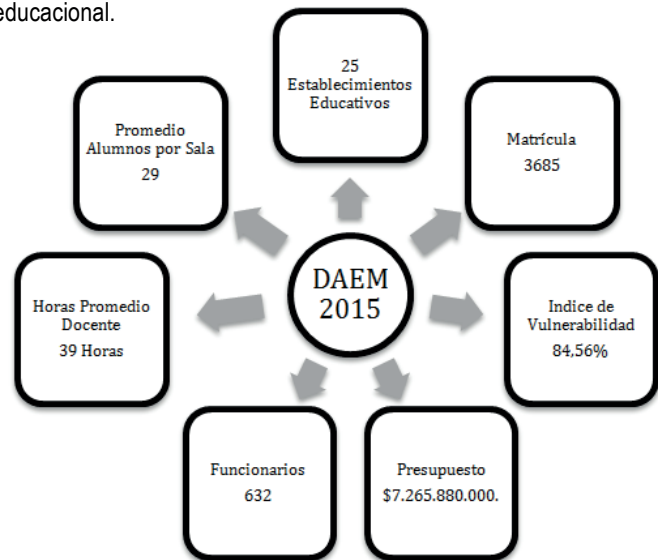 educacional.
25
Establecimientos
Educativos
Promedio
Alumnos por Sala
29
Matrícula
3685
DAEM
2015
Horas Promedio
Docente
39 Horas
Indice de
Vulnerabilidad
84,56%
Funcionarios
632
Presupuesto
$7.265.880.000.